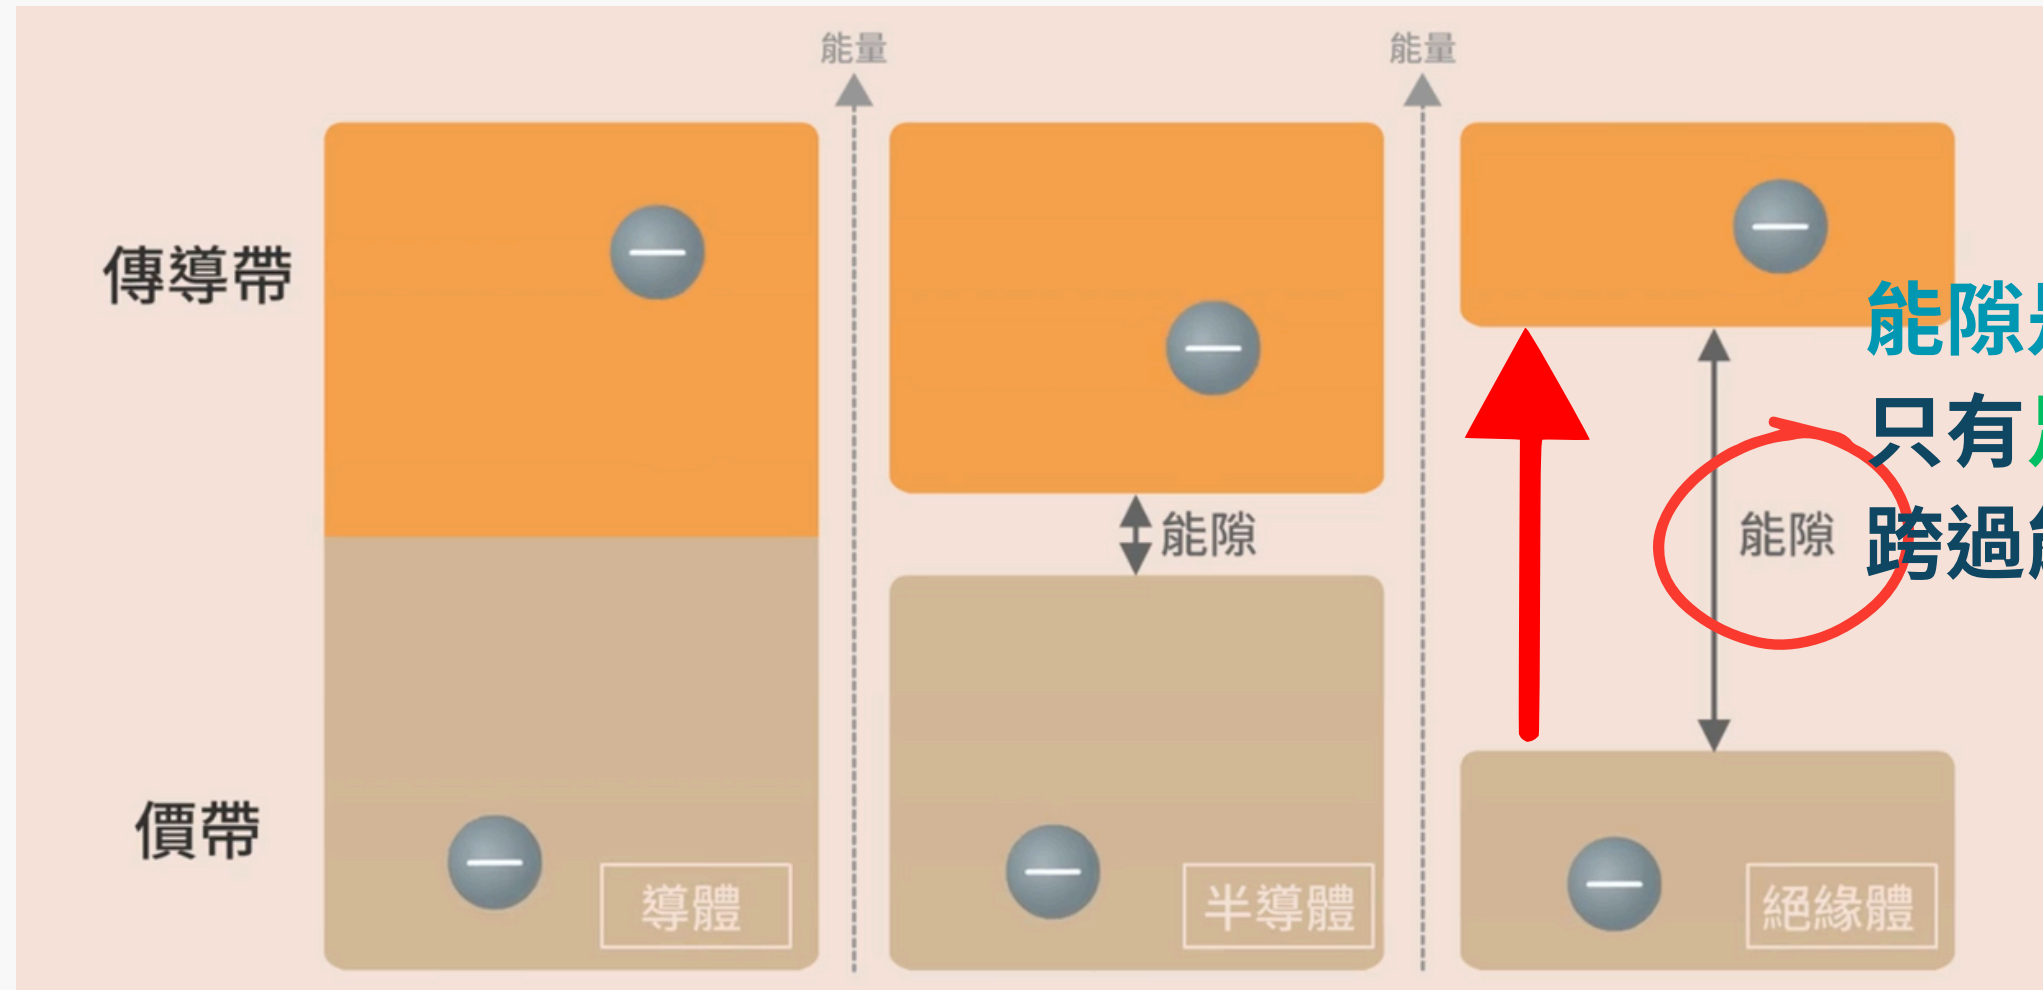 能量
能量
傳導帶
能隙
只有
能隙
能隙
跨過
價帶
導體
半導體
絕緣體